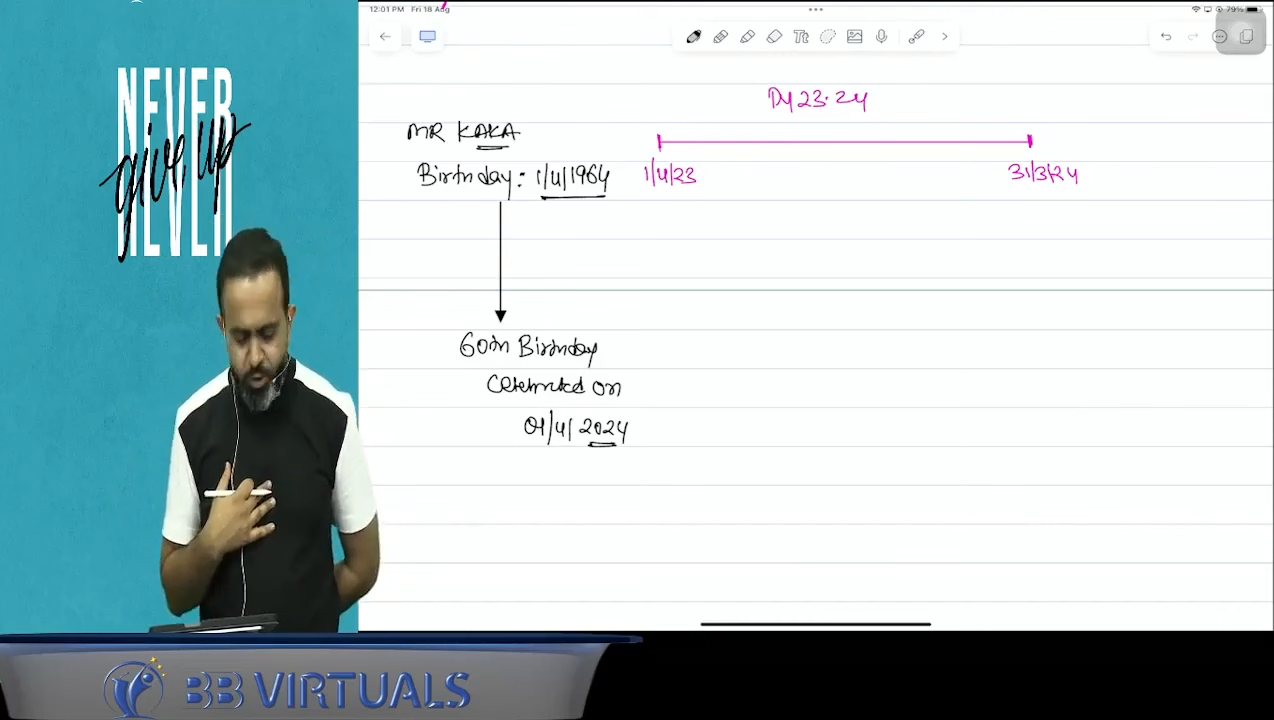 12:01 PM Fri 18 Aug
79%
NEVER
give up
NEVER
PY 23-24
MR KAKA
Birthday: 1/4/1964
1/4/23
31/3/24
60th Birthday
Celebrated on
01/4/2024
BB VIRTUALS